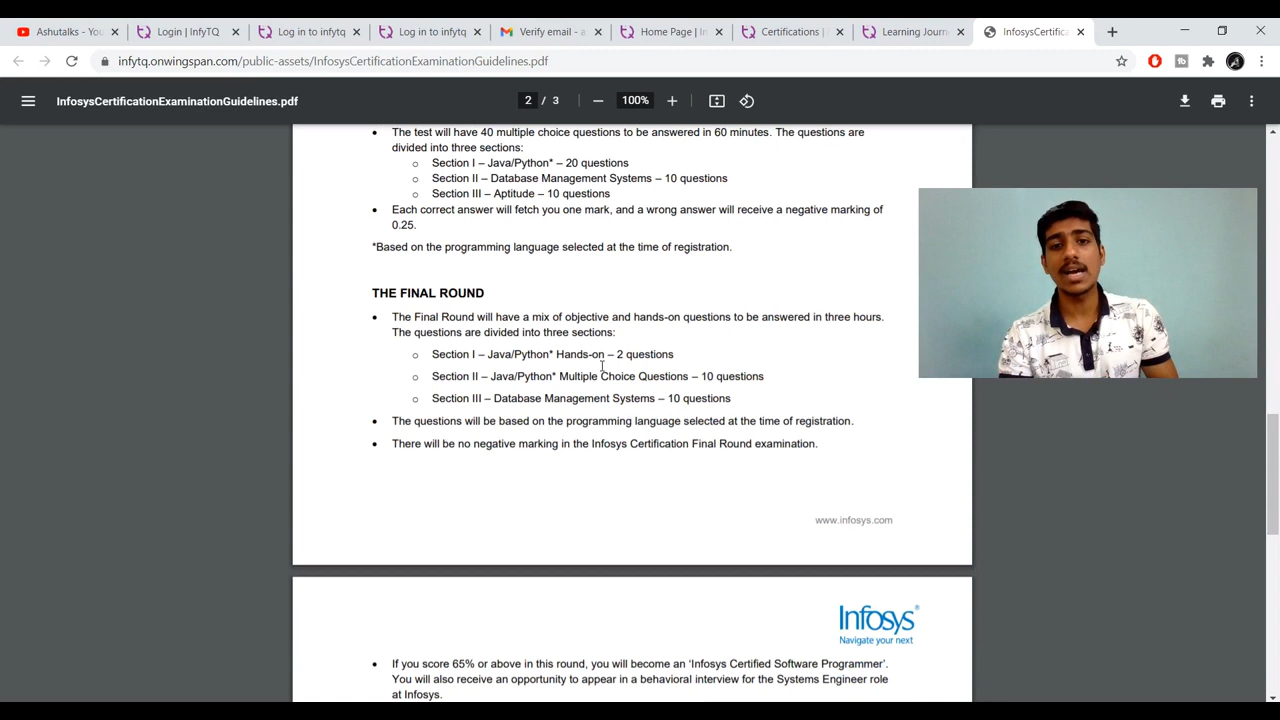 Ashutalks - You
Login | InfyTQ
Log in to infytq
Log in to infytq
Verify email - a
Home Page | In
Certifications |
Learning Journ
InfosysCertifica
infytq.onwingspan.com/public-assets/InfosysCertificationExaminationGuidelines.pdf
InfosysCertificationExaminationGuidelines.pdf
2 / 3
100%
• The test will have 40 multiple choice questions to be answered in 60 minutes. The questions are
divided into three sections:
o Section I – Java/Python* – 20 questions
o Section II – Database Management Systems – 10 questions
o Section III – Aptitude – 10 questions
• Each correct answer will fetch you one mark, and a wrong answer will receive a negative marking of
0.25.
*Based on the programming language selected at the time of registration.
THE FINAL ROUND
• The Final Round will have a mix of objective and hands-on questions to be answered in three hours.
The questions are divided into three sections:
o Section I – Java/Python* Hands-on – 2 questions
o Section II – Java/Python* Multiple Choice Questions – 10 questions
o Section III – Database Management Systems – 10 questions
• The questions will be based on the programming language selected at the time of registration.
• There will be no negative marking in the Infosys Certification Final Round examination.
www.infosys.com
Infosys®
Navigate your next
• If you score 65% or above in this round, you will become an ‘Infosys Certified Software Programmer’.
You will also receive an opportunity to appear in a behavioral interview for the Systems Engineer role
at Infosys.